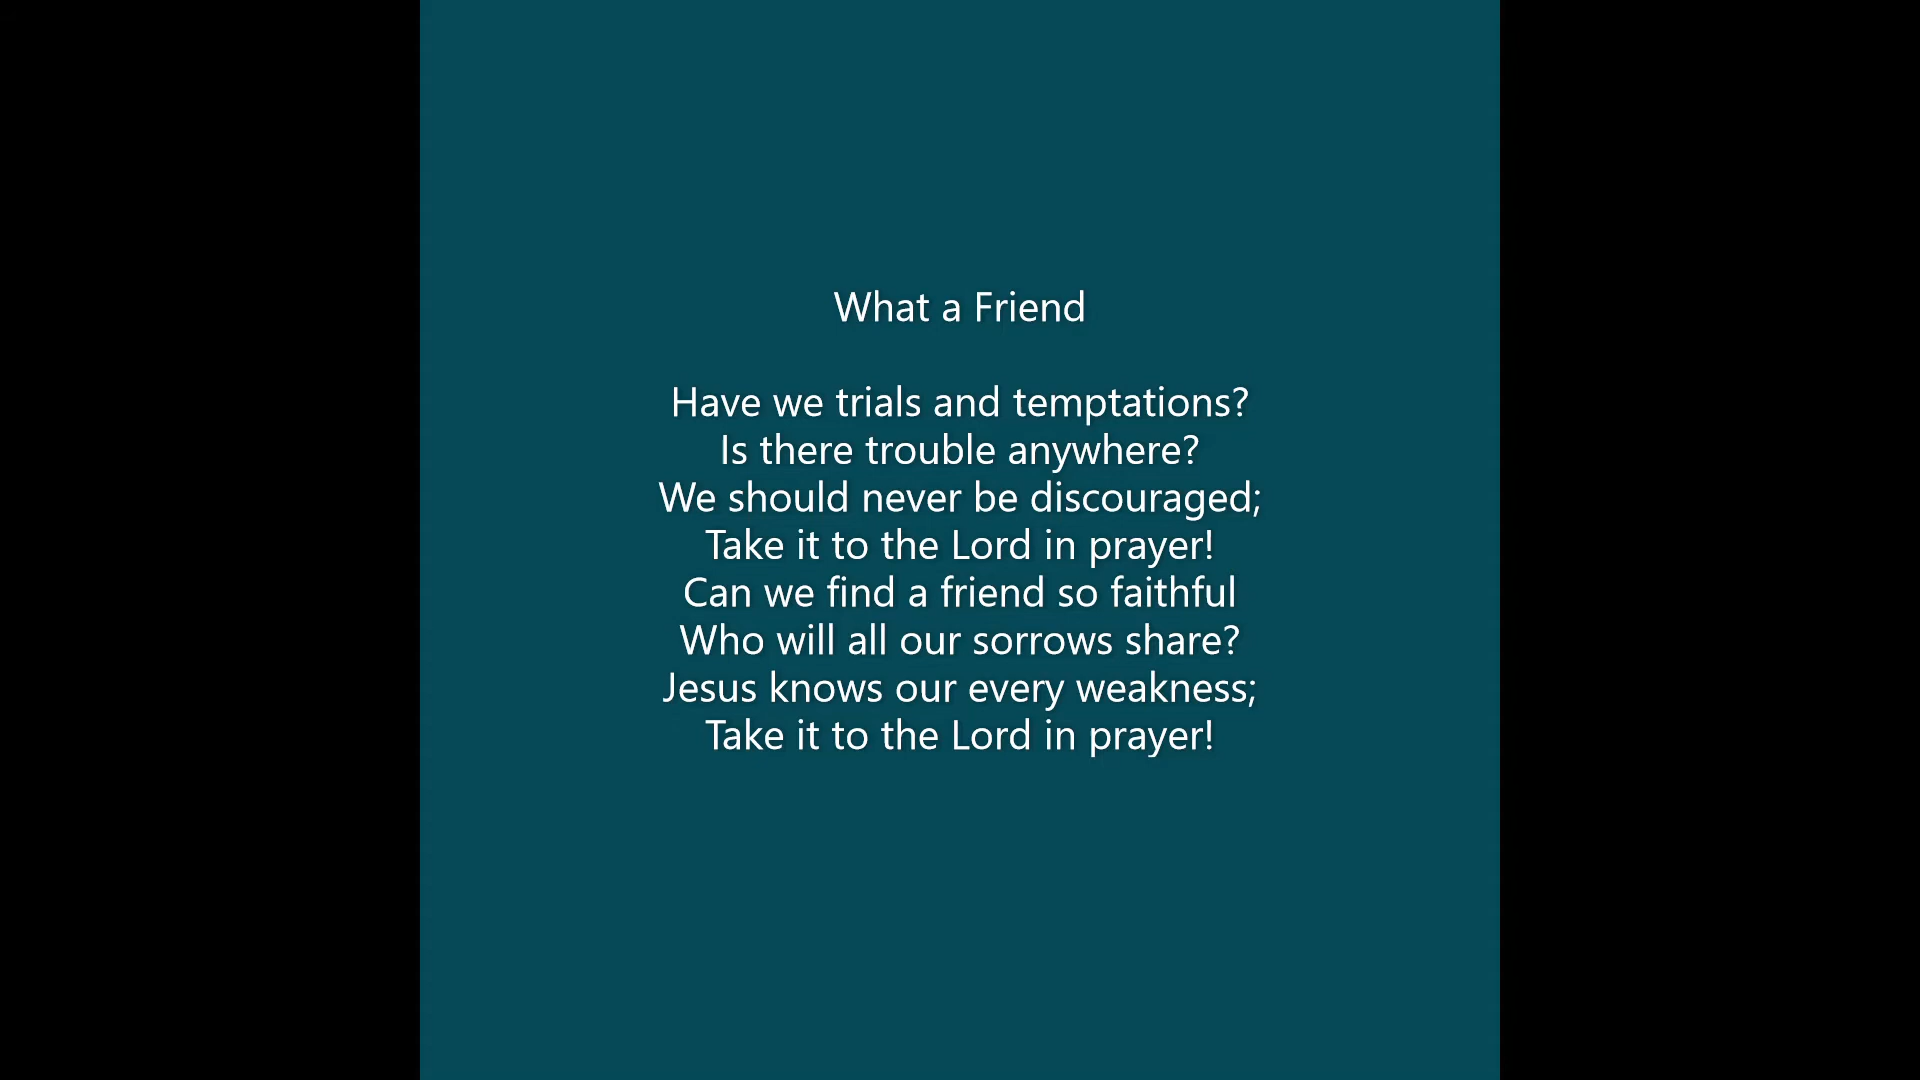 What a Friend
Have we trials and temptations?
Is there trouble anywhere?
We should never be discouraged;
Take it to the Lord in prayer!
Can we find a friend so faithful
Who will all our sorrows share?
Jesus knows our every weakness;
Take it to the Lord in prayer!